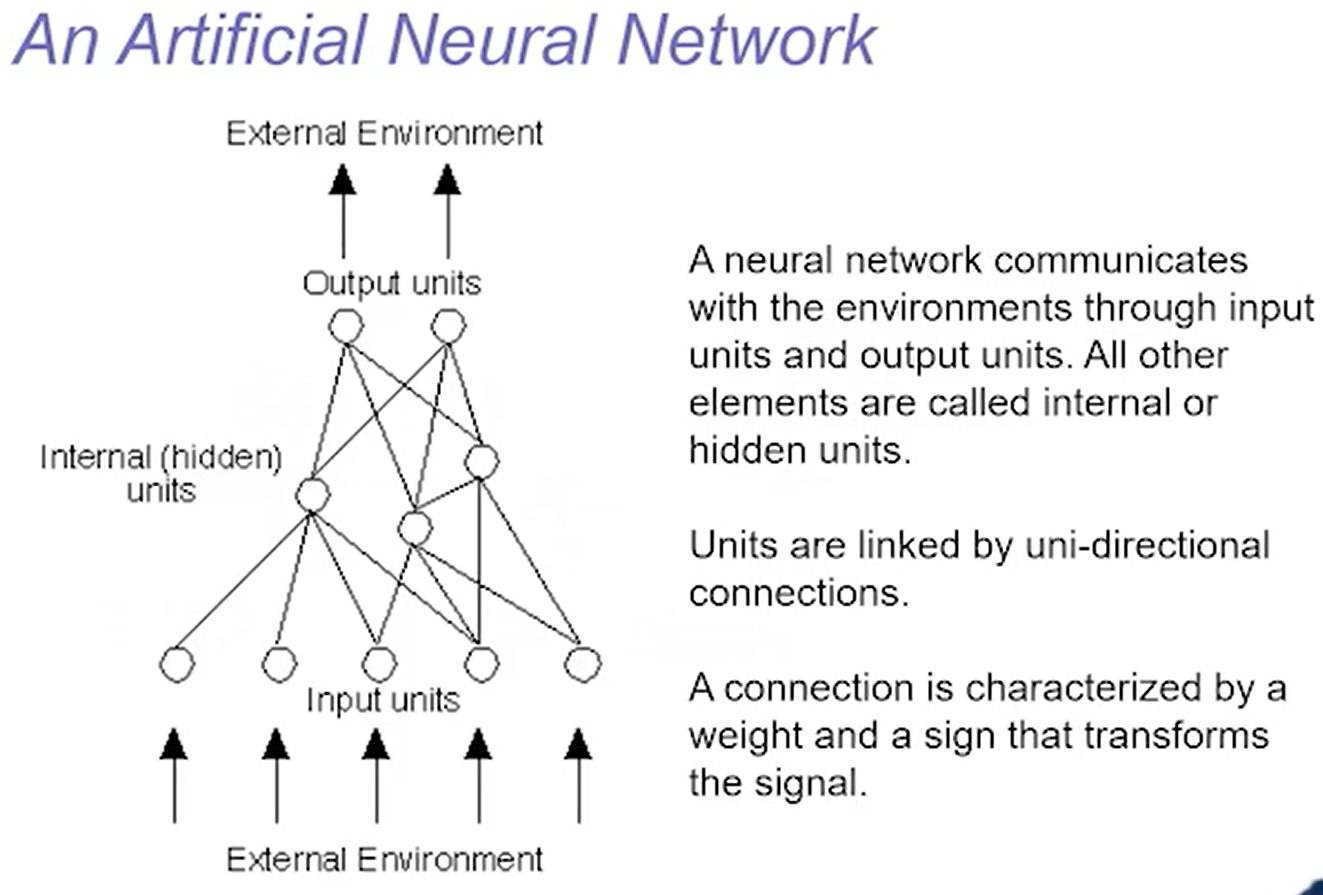 An Artificial Neural Network
External Environment
Output units
Internal (hidden)
units
Input units
External Environment
A neural network communicates
with the environments through input
units and output units. All other
elements are called internal or
hidden units.
Units are linked by uni-directional
connections.
A connection is characterized by a
weight and a sign that transforms
the signal.